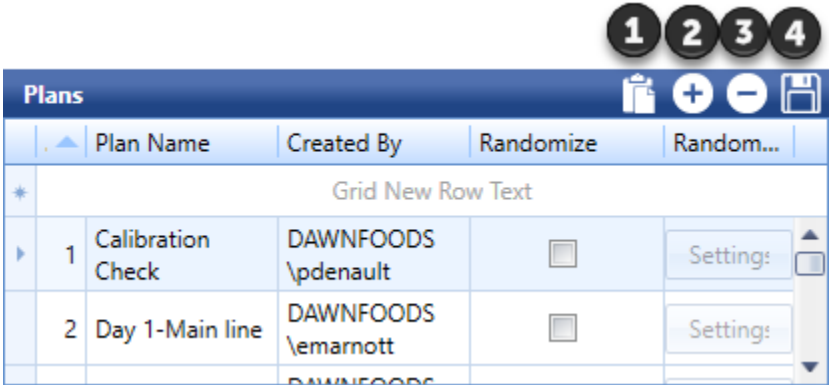 1 2 3 4
Plans
. Plan Name Created By Randomize Random...
Grid New Row Text
1 Calibration Check DAWNFOODS\pdenault Settings
2 Day 1-Main line DAWNFOODS\emarnott Settings
DAWNFOODS